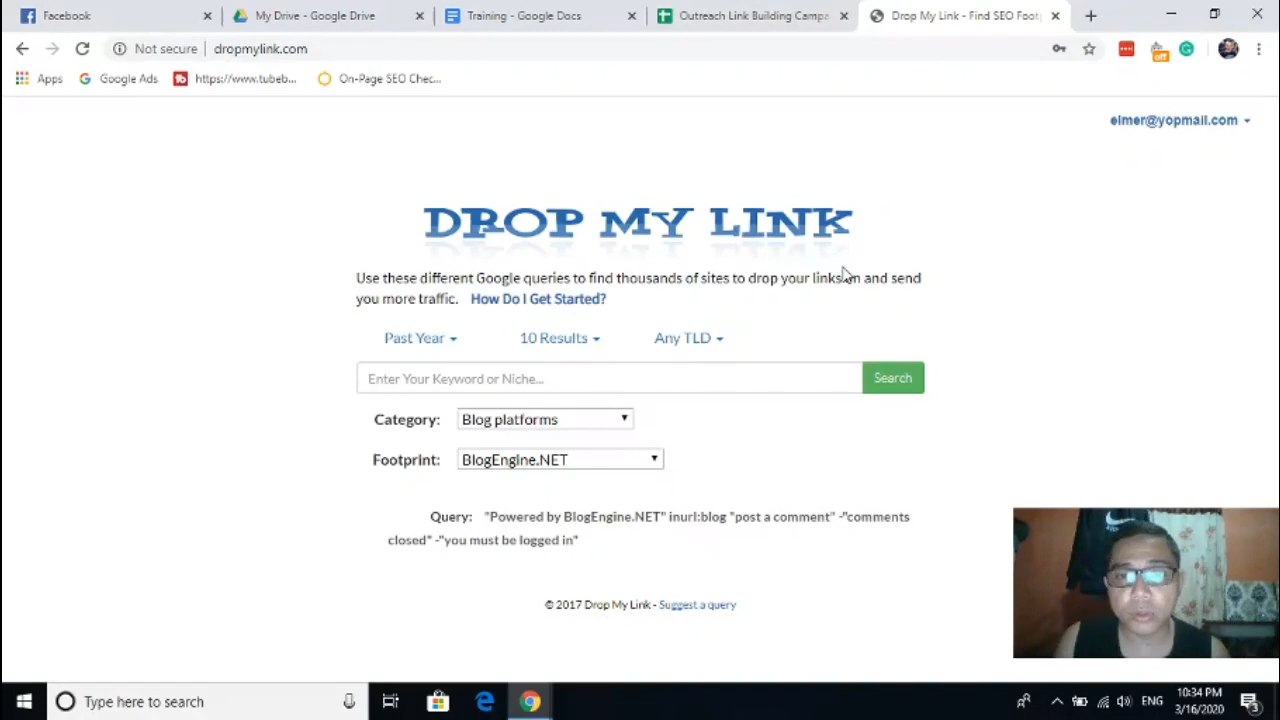 Facebook
My Drive - Google Drive
Training - Google Docs
Outreach Link Building Campa
Drop My Link - Find SEO Foot
Not secure
dropmylink.com
off
Apps
Google Ads
https://www.tubeb...
On-Page SEO Chec...
elmer@yopmail.com
DROP MY LINK
Use these different Google queries to find thousands of sites to drop your links in and send
you more traffic. How Do I Get Started?
Past Year
10 Results
Any TLD
Enter Your Keyword or Niche...
Search
Category: Blog platforms
Footprint: BlogEngine.NET
Query: "Powered by BlogEngine.NET" inurl:blog "post a comment" -"comments
closed" -"you must be logged in"
© 2017 Drop My Link - Suggest a query
Type here to search
ENG
10:34 PM
3/16/2020
3